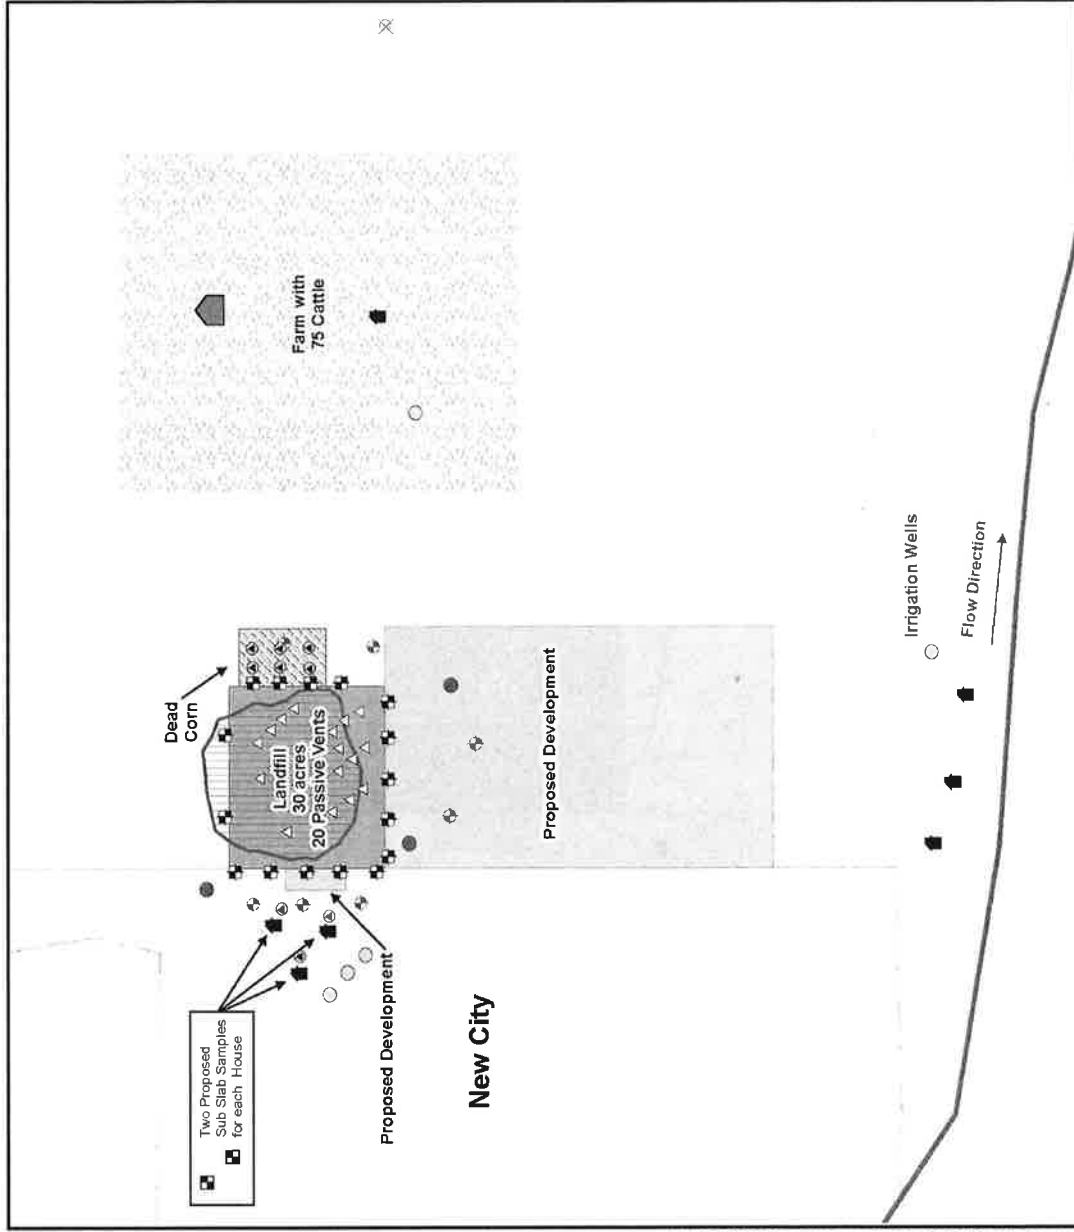 Two Proposed
Sub Slab Samples
for each House
Dead
Corn
Landfill
30 acres
20 Passive Vents
Farm with
75 Cattle
Proposed Development
Proposed Development
New City
Irrigation Wells
Flow Direction